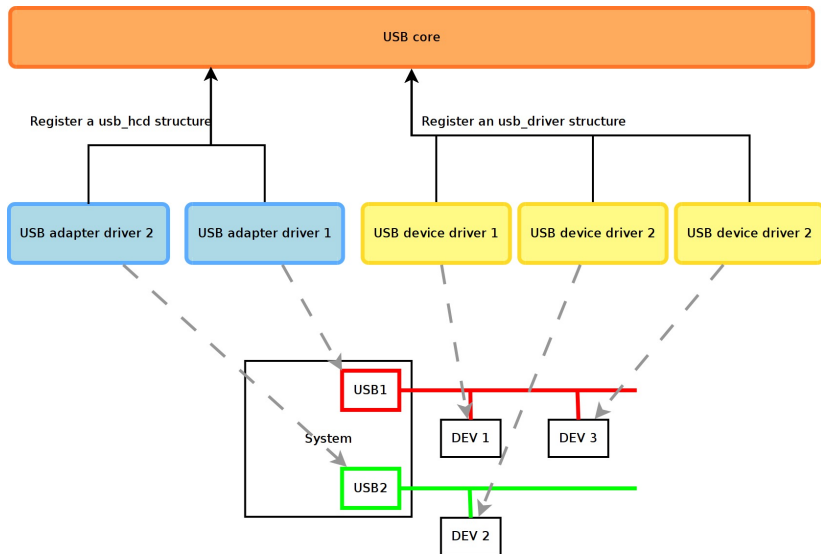 USB core
Register a usb_hcd structure
Register an usb_driver structure
USB adapter driver 2
USB adapter driver 1
USB device driver 1
USB device driver 2
USB device driver 2
USB1
DEV 1
DEV 3
System
USB2
DEV 2